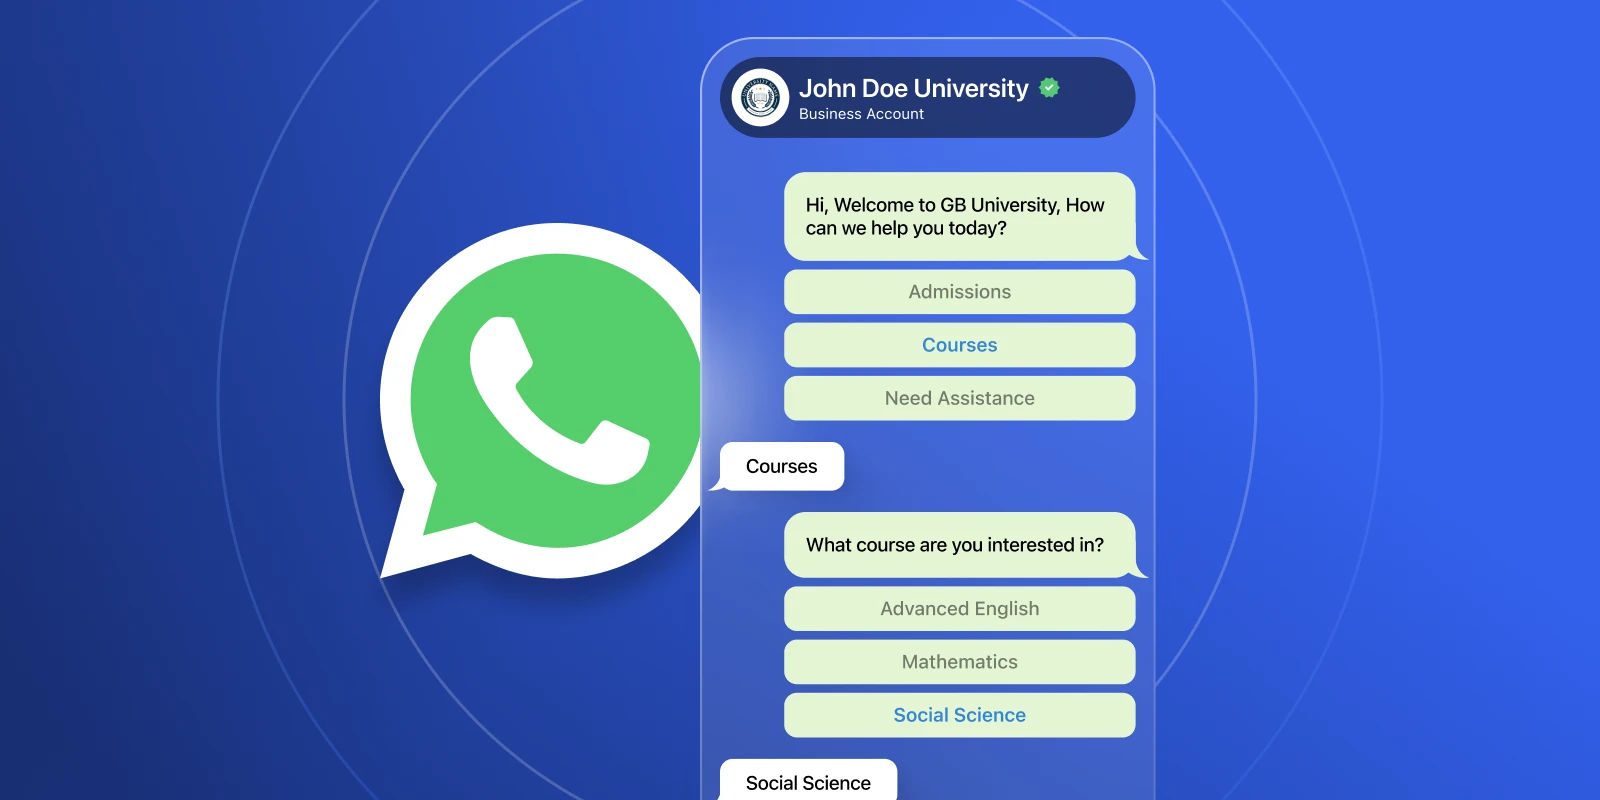 John Doe University
Business Account
Hi, Welcome to GB University, How
can we help you today?
Admissions
Courses
Need Assistance
Courses
What course are you interested in?
Advanced English
Mathematics
Social Science
Social Science